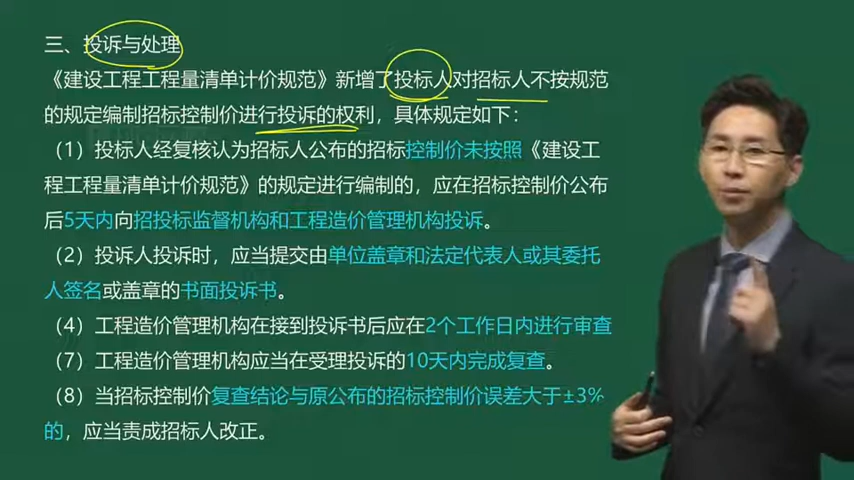 三、投诉与处理
《建设工程工程量清单计价规范》新增了投标人对招标人不按规范
的规定编制招标控制价进行投诉的权利，具体规定如下：
（1）投标人经复核认为招标人公布的招标控制价未按照《建设工
程工程量清单计价规范》的规定进行编制的，应在招标控制价公布
后5天内向招投标监督机构和工程造价管理机构投诉。
（2）投诉人投诉时，应当提交由单位盖章和法定代表人或其委托
人签名或盖章的书面投诉书。
（4）工程造价管理机构在接到投诉书后应在2个工作日内进行审查
（7）工程造价管理机构应当在受理投诉的10天内完成复查。
（8）当招标控制价复查结论与原公布的招标控制价误差大于±3%
的，应当责成招标人改正。